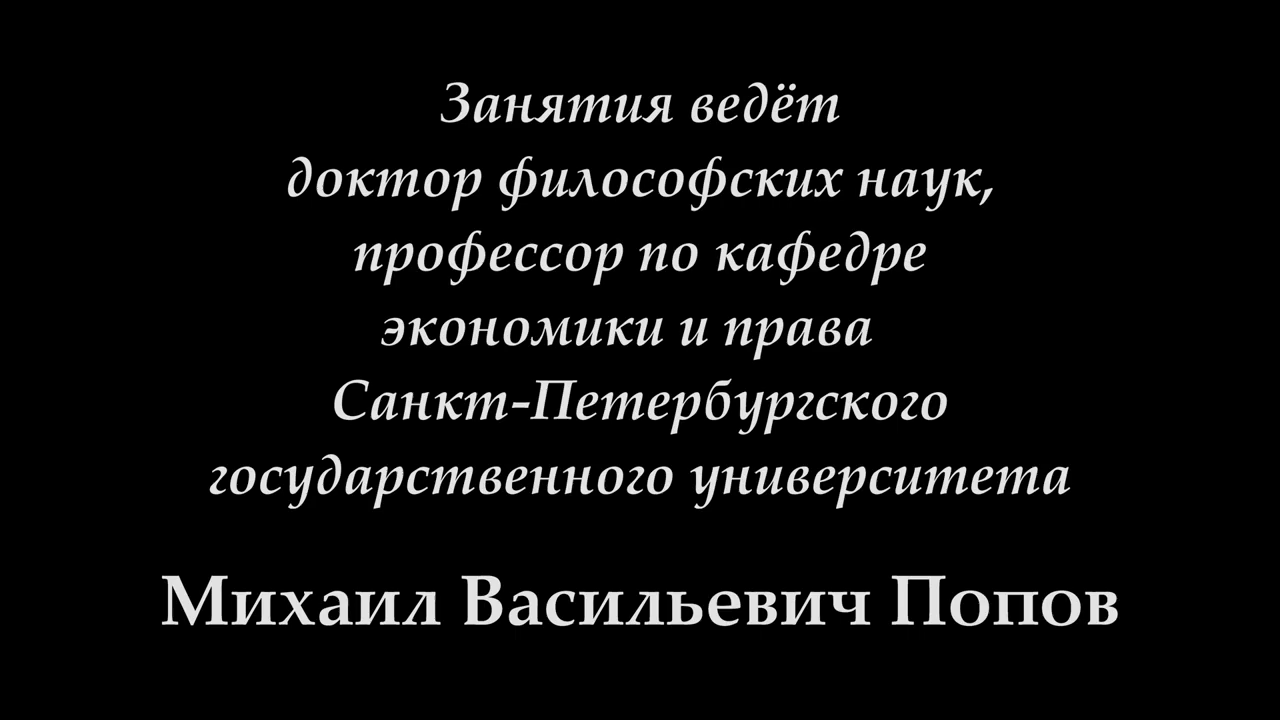 Занятия ведёт
доктор философских наук,
профессор по кафедре
экономики и права
Санкт-Петербургского
государственного университета
Михаил Васильевич Попов